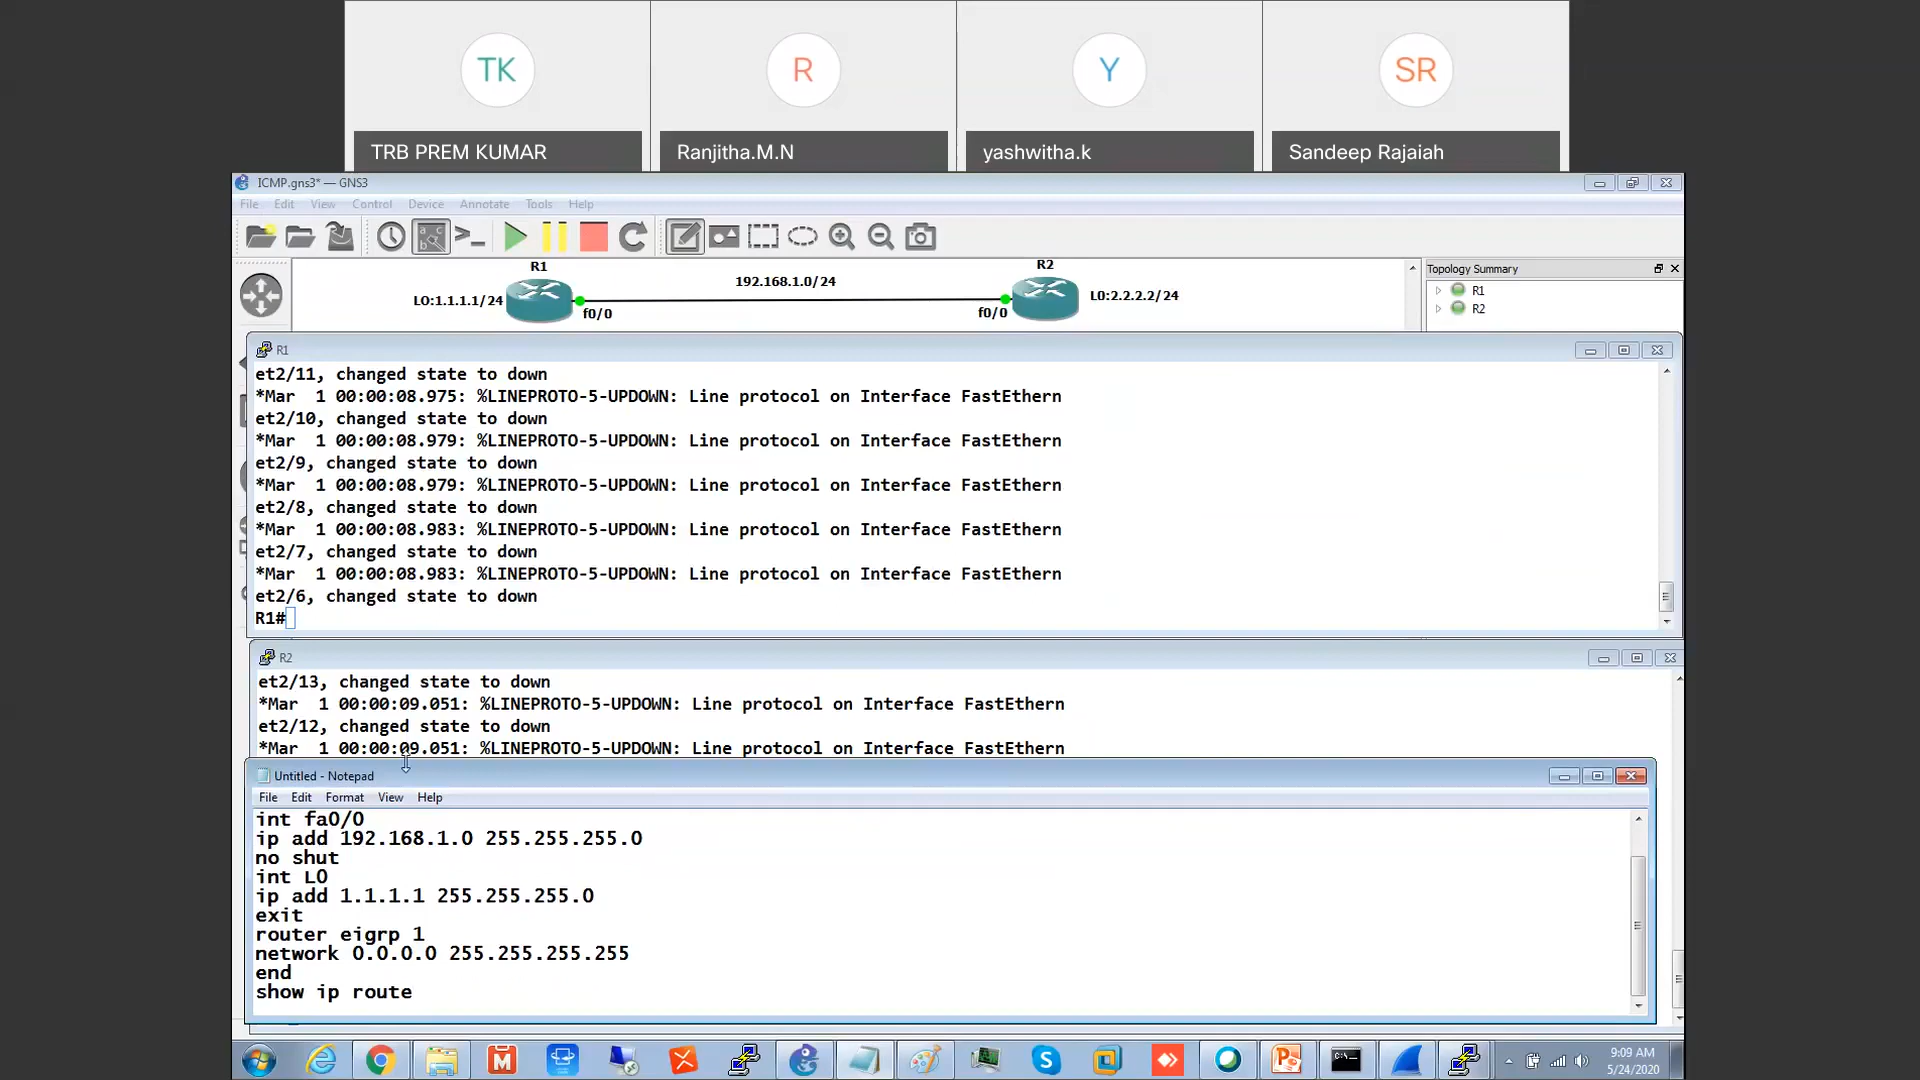 TK
R
Y
SR
TRB PREM KUMAR
Ranjitha.M.N
yashwitha.k
Sandeep Rajaiah
ICMP.gns3* — GNS3
File Edit View Control Device Annotate Tools Help
R1
R2
192.168.1.0/24
L0:1.1.1.1/24
L0:2.2.2.2/24
f0/0
f0/0
Topology Summary
R1
R2
R1
et2/11, changed state to down
*Mar  1 00:00:08.975: %LINEPROTO-5-UPDOWN: Line protocol on Interface FastEthern
et2/10, changed state to down
*Mar  1 00:00:08.979: %LINEPROTO-5-UPDOWN: Line protocol on Interface FastEthern
et2/9, changed state to down
*Mar  1 00:00:08.979: %LINEPROTO-5-UPDOWN: Line protocol on Interface FastEthern
et2/8, changed state to down
*Mar  1 00:00:08.983: %LINEPROTO-5-UPDOWN: Line protocol on Interface FastEthern
et2/7, changed state to down
*Mar  1 00:00:08.983: %LINEPROTO-5-UPDOWN: Line protocol on Interface FastEthern
et2/6, changed state to down
R1#
R2
et2/13, changed state to down
*Mar  1 00:00:09.051: %LINEPROTO-5-UPDOWN: Line protocol on Interface FastEthern
et2/12, changed state to down
*Mar  1 00:00:09.051: %LINEPROTO-5-UPDOWN: Line protocol on Interface FastEthern
Untitled - Notepad
File Edit Format View Help
int fa0/0
ip add 192.168.1.0 255.255.255.0
no shut
int L0
ip add 1.1.1.1 255.255.255.0
exit
router eigrp 1
network 0.0.0.0 255.255.255.255
end
show ip route
9:09 AM
5/24/2020